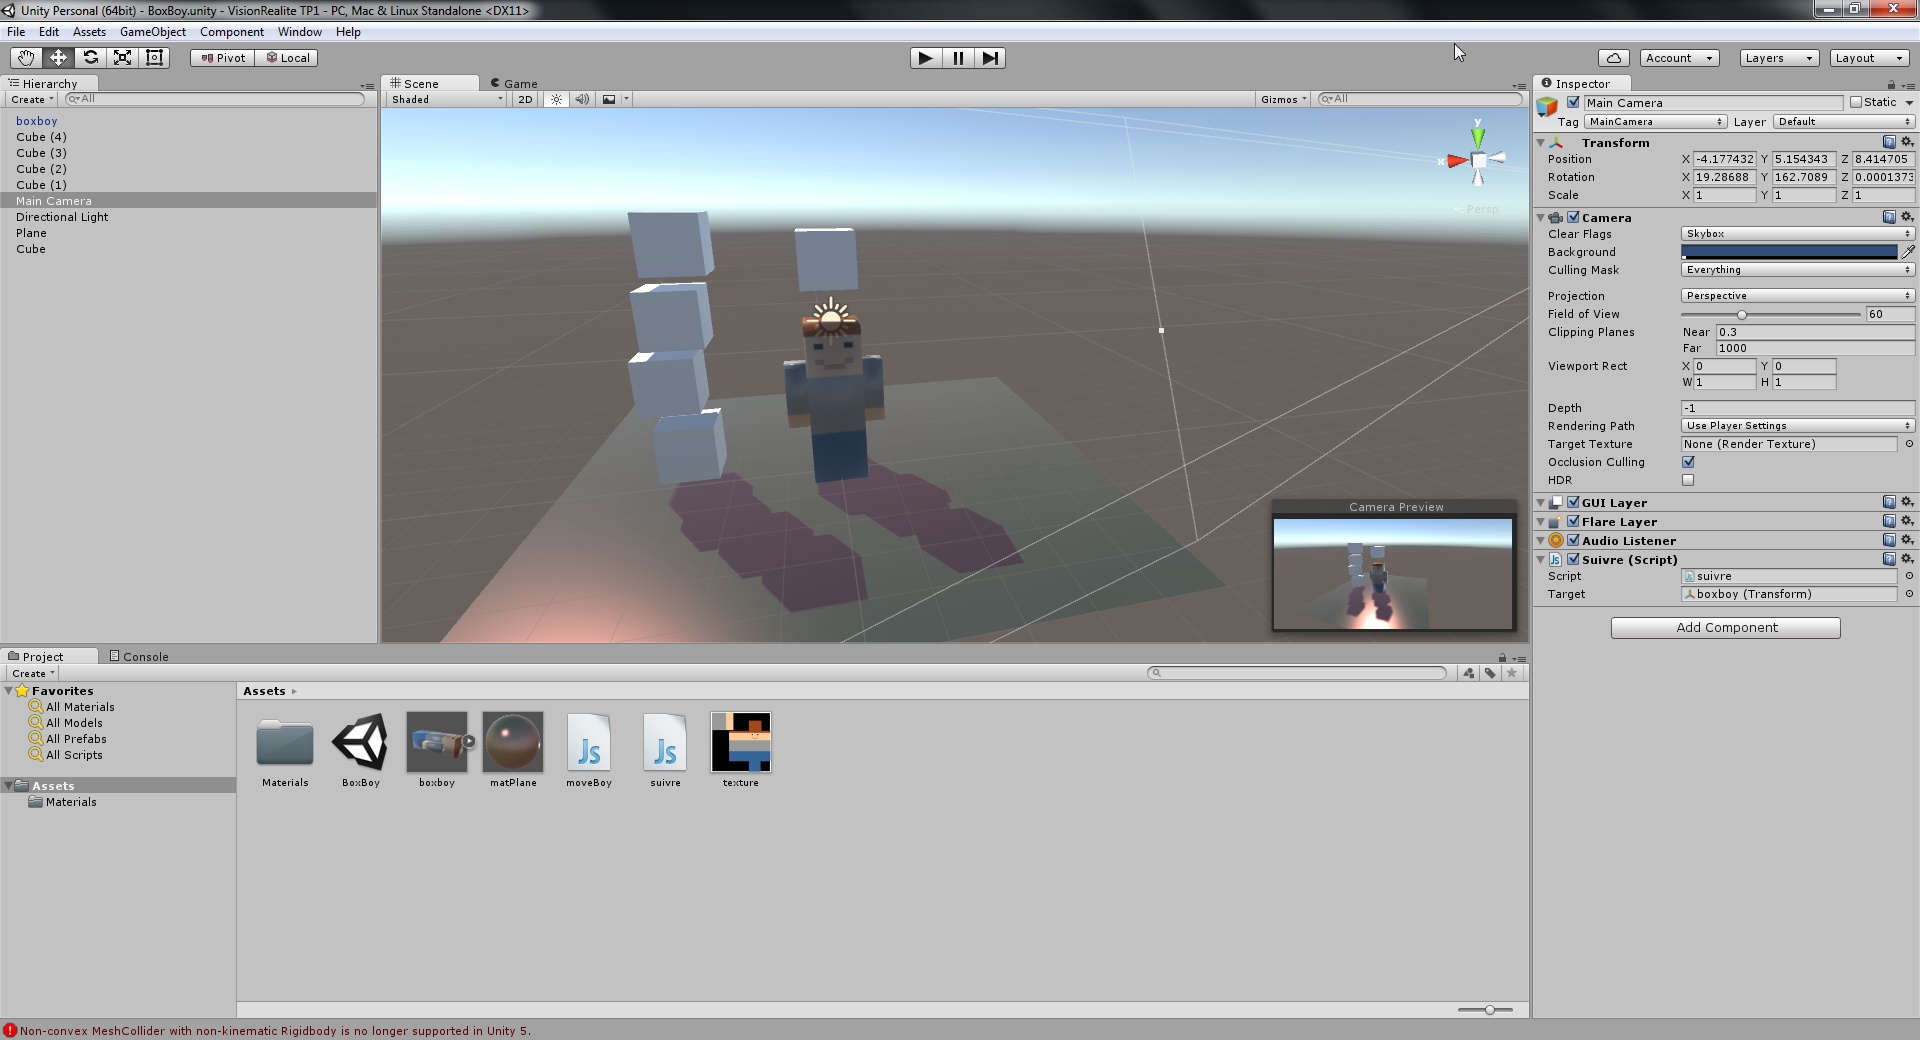 Unity Personal (64bit) - BoxBoy.unity - VisionRealite TP1 - PC, Mac & Linux Standalone <DX11>
File Edit Assets GameObject Component Window Help
Pivot Local Account Layers Layout
Hierarchy
Create All
boxboy
Cube (4)
Cube (3)
Cube (2)
Cube (1)
Main Camera
Directional Light
Plane
Cube
Scene Game
Shaded 2D Gizmos All
y
x
Persp
Camera Preview
Inspector
Main Camera Static
Tag MainCamera Layer Default
Transform
Position X -4.177432 Y 5.154343 Z 8.414705
Rotation X 19.28688 Y 162.7089 Z 0.0001373
Scale X 1 Y 1 Z 1
Camera
Clear Flags Skybox
Background
Culling Mask Everything
Projection Perspective
Field of View 60
Clipping Planes Near 0.3
Far 1000
Viewport Rect X 0 Y 0
W 1 H 1
Depth -1
Rendering Path Use Player Settings
Target Texture None (Render Texture)
Occlusion Culling
HDR
GUI Layer
Flare Layer
Audio Listener
Js Suivre (Script)
Script suivre
Target boxboy (Transform)
Add Component
Project Console
Create
Favorites
All Materials
All Models
All Prefabs
All Scripts
Assets
Materials
Assets
Js Js
Materials BoxBoy boxboy matPlane moveBoy suivre texture
Non-convex MeshCollider with non-kinematic Rigidbody is no longer supported in Unity 5.